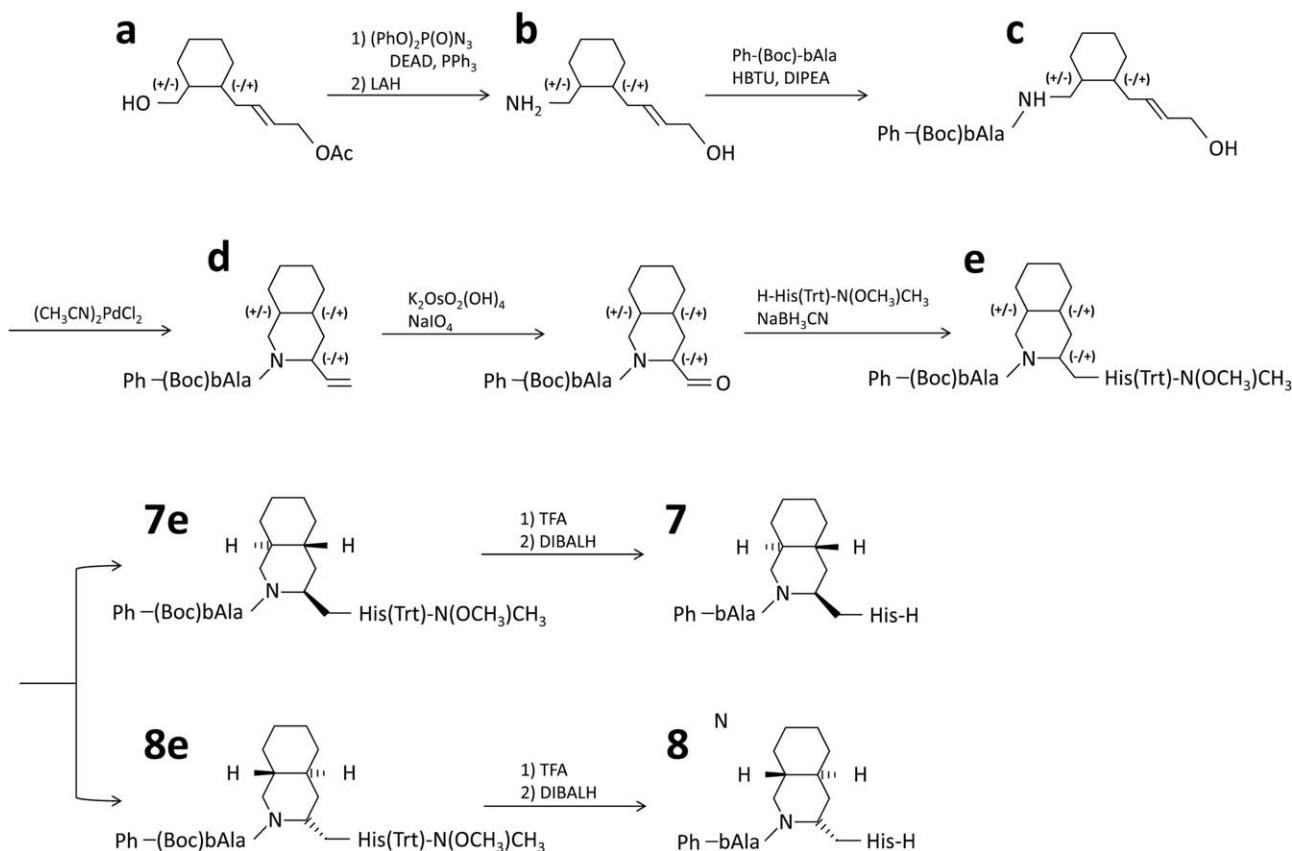 a
1) (PhO)₂P(O)N₃
DEAD, PPh₃
2) LAH
b
Ph-(Boc)-bAla
HBTU, DIPEA
c
(+/-)
(-/+)
HO
OAc
(+/-)
(-/+)
NH₂
OH
(+/-)
(-/+)
NH
Ph –(Boc)bAla
OH
(CH₃CN)₂PdCl₂
d
K₂OsO₂(OH)₄
NaIO₄
H-His(Trt)-N(OCH₃)CH₃
NaBH₃CN
e
(+/-)
(-/+)
N
(-/+)
Ph –(Boc)bAla
(+/-)
(-/+)
N
(-/+)
O
Ph –(Boc)bAla
(+/-)
(-/+)
N
(-/+)
Ph –(Boc)bAla
His(Trt)-N(OCH₃)CH₃
7e
H
H
N
Ph –(Boc)bAla
His(Trt)-N(OCH₃)CH₃
1) TFA
2) DIBALH
7
H
H
N
Ph –bAla
His-H
8e
H
H
N
Ph –(Boc)bAla
His(Trt)-N(OCH₃)CH₃
1) TFA
2) DIBALH
8
N
H
H
N
Ph –bAla
His-H